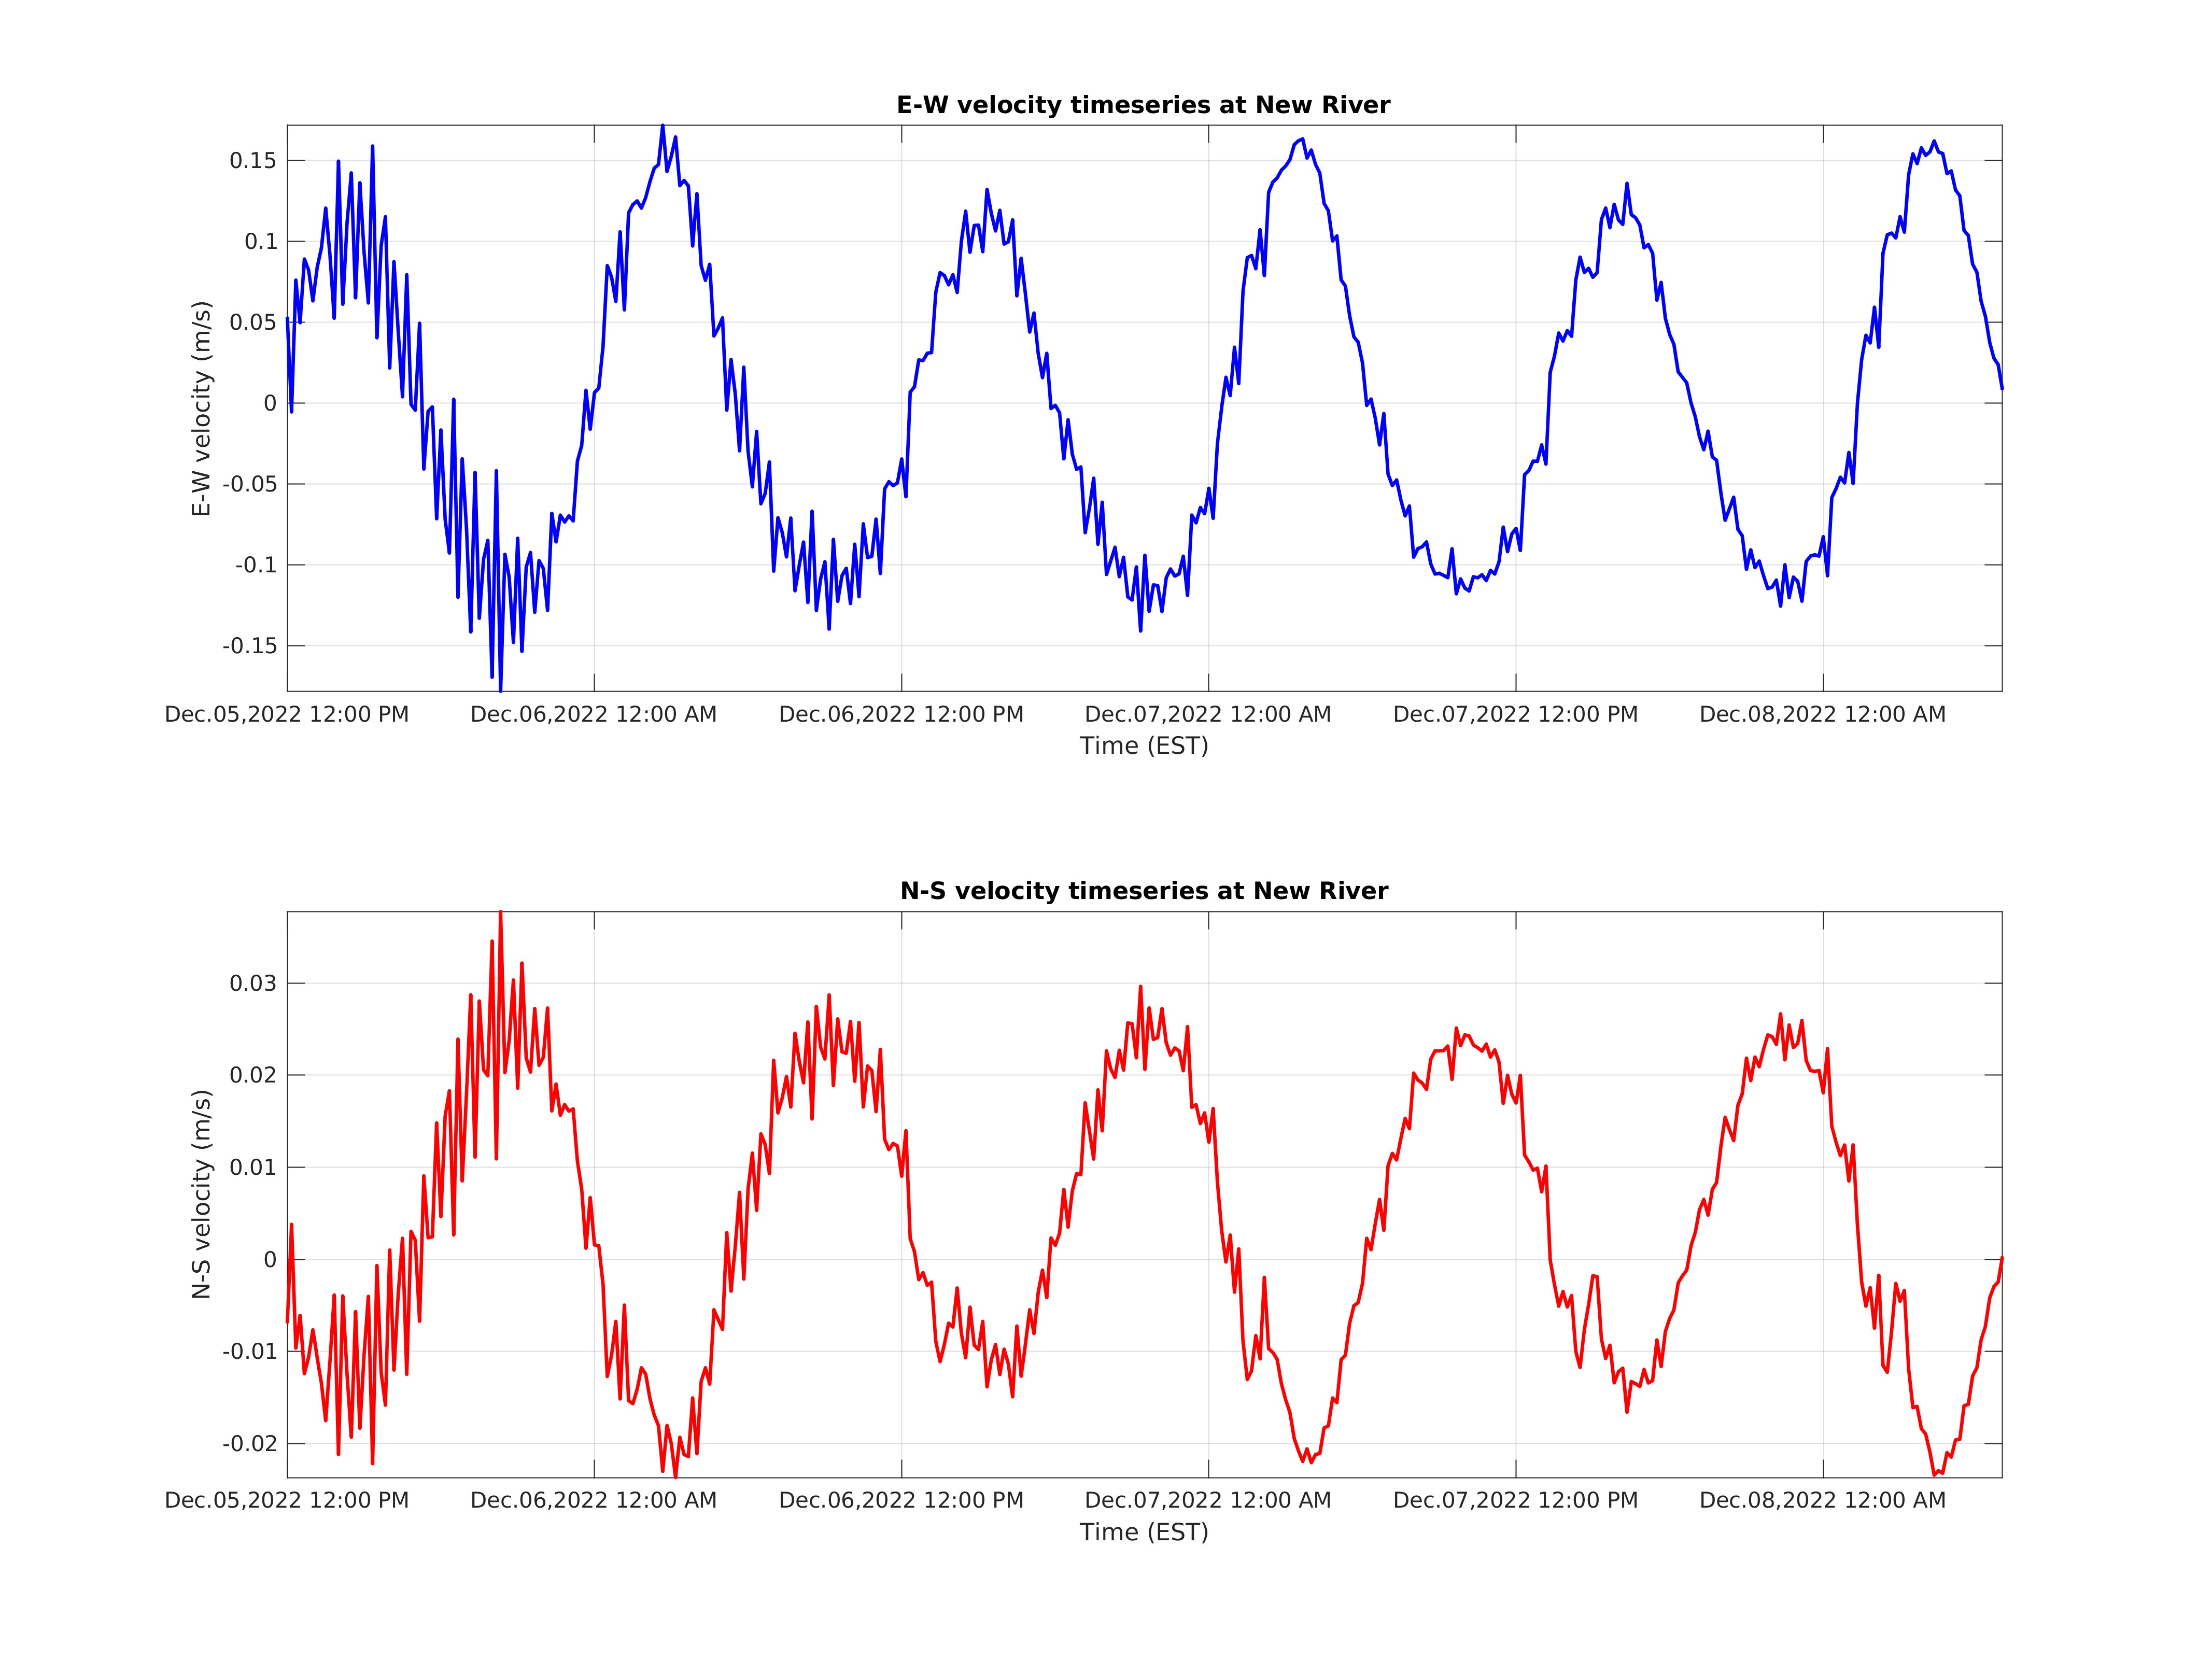 E-W velocity timeseries at New River
0.15
0.1
0.05
0
-0.05
-0.1
-0.15
E-W velocity (m/s)
Dec.05,2022 12:00 PM Dec.06,2022 12:00 AM Dec.06,2022 12:00 PM Dec.07,2022 12:00 AM Dec.07,2022 12:00 PM Dec.08,2022 12:00 AM
Time (EST)
N-S velocity timeseries at New River
0.03
0.02
0.01
0
-0.01
-0.02
N-S velocity (m/s)
Dec.05,2022 12:00 PM Dec.06,2022 12:00 AM Dec.06,2022 12:00 PM Dec.07,2022 12:00 AM Dec.07,2022 12:00 PM Dec.08,2022 12:00 AM
Time (EST)